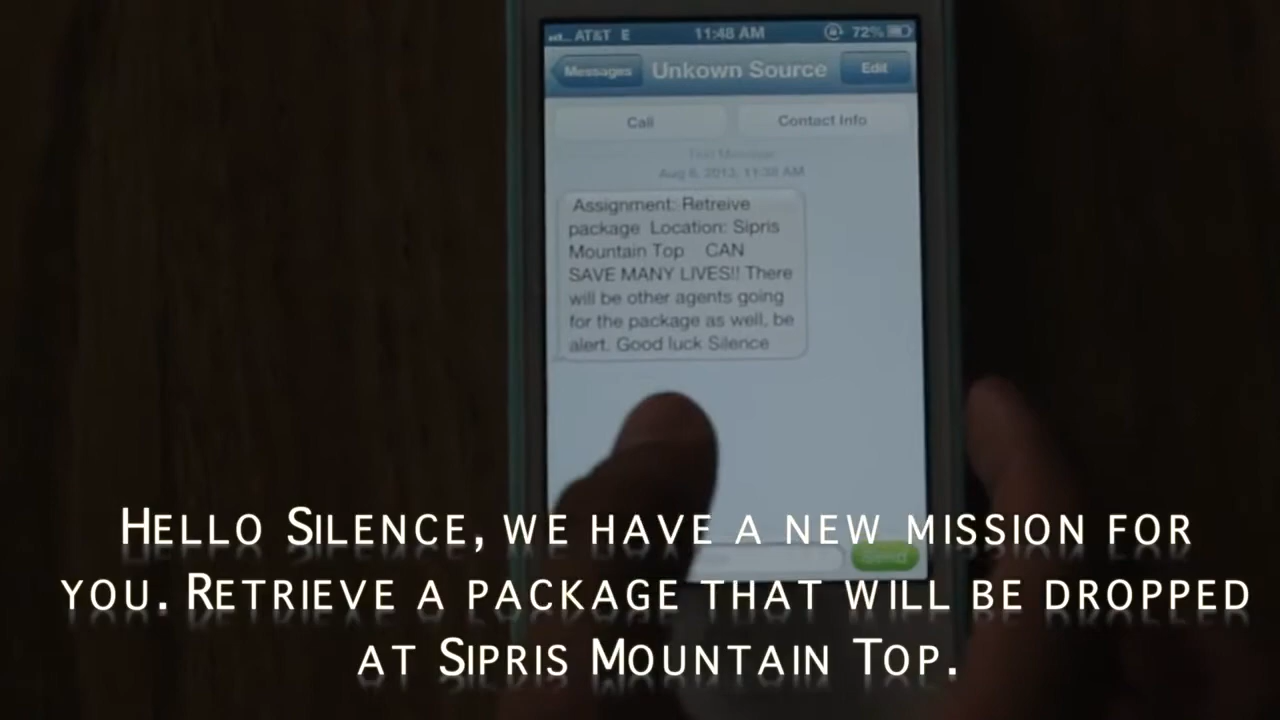 AT&T E 11:48 AM 72%
Messages Unkown Source Edit
Call Contact Info
Text Message
Aug 6, 2013, 11:38 AM
Assignment: Retreive
package Location: Sipris
Mountain Top CAN
SAVE MANY LIVES!! There
will be other agents going
for the package as well, be
alert. Good luck Silence
Send
Hello Silence, we have a new mission for
you. Retrieve a package that will be dropped
at Sipris Mountain Top.